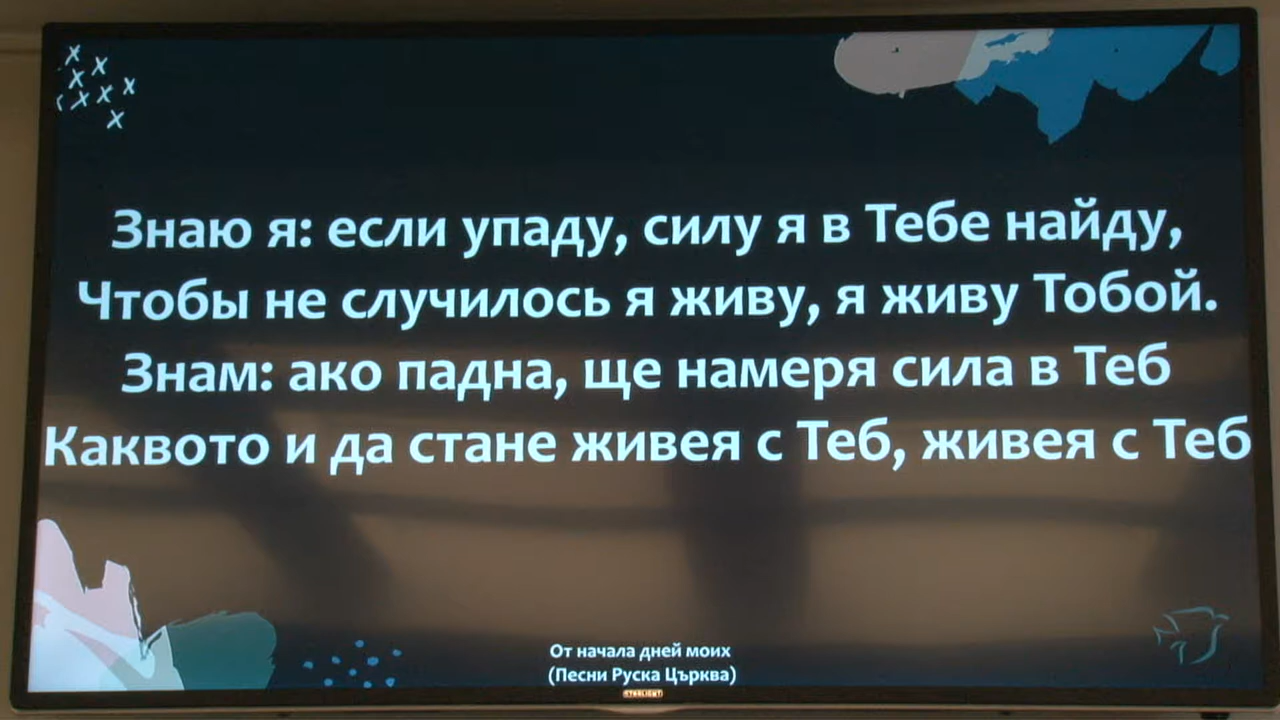 Знаю я: если упаду, силу я в Тебе найду,
Чтобы не случилось я живу, я живу Тобой.
Знам: ако падна, ще намеря сила в Теб
Каквото и да стане живея с Теб, живея с Теб
От начала дней моих
(Песни Руска Църква)
STARLIGHT